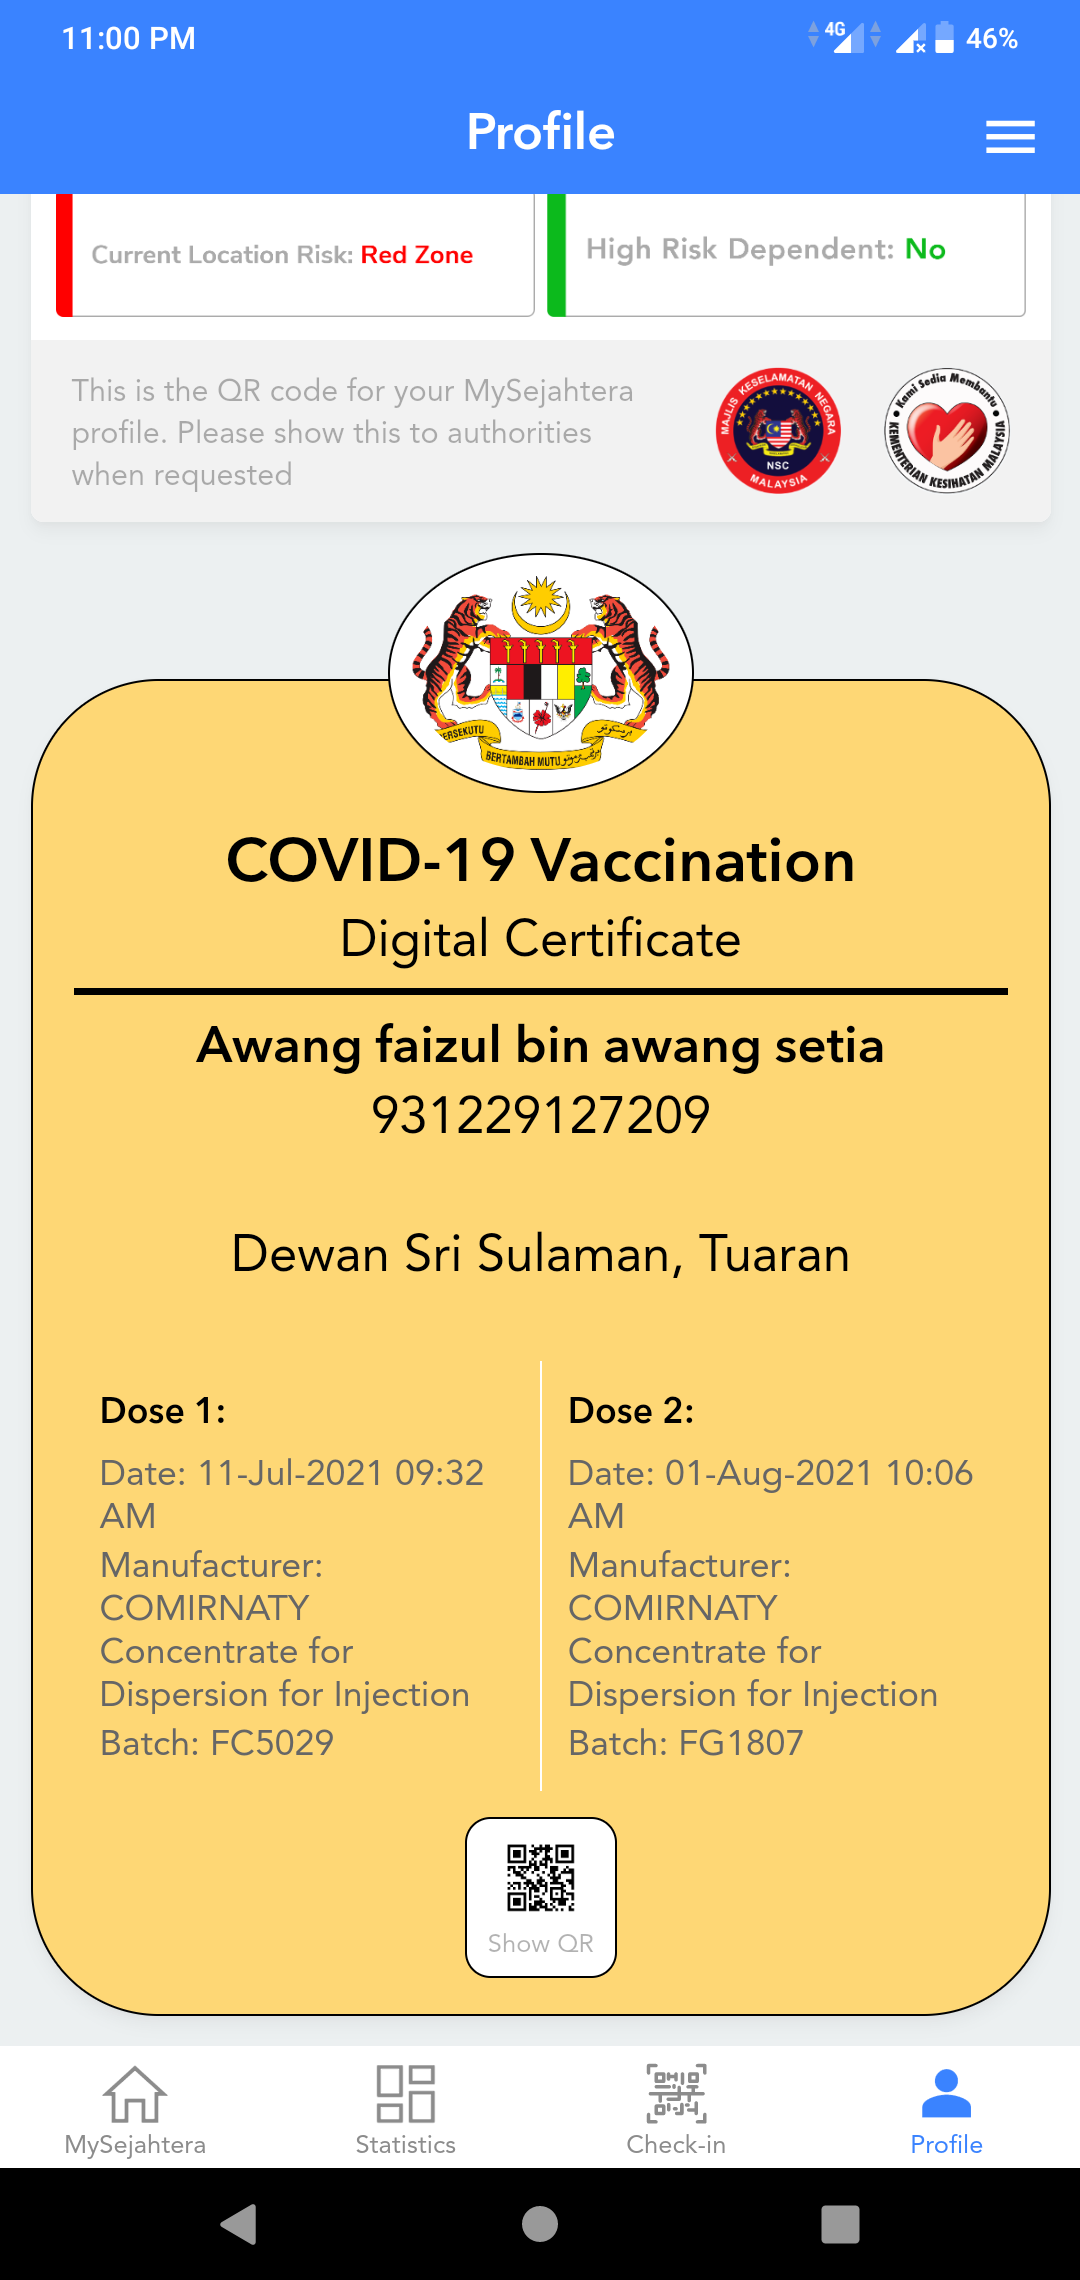 11:00 PM
4G
46%
Profile
Current Location Risk: Red Zone
High Risk Dependent: No
This is the QR code for your MySejahtera
profile. Please show this to authorities
when requested
MAJLIS KESELAMATAN NEGARA
NSC
MALAYSIA
Kami Sedia Membantu
KEMENTERIAN KESIHATAN MALAYSIA
ERSEKUTU
BERTAMBAH MUTU
COVID-19 Vaccination
Digital Certificate
Awang faizul bin awang setia
931229127209
Dewan Sri Sulaman, Tuaran
Dose 1:
Date: 11-Jul-2021 09:32
AM
Manufacturer:
COMIRNATY
Concentrate for
Dispersion for Injection
Batch: FC5029
Dose 2:
Date: 01-Aug-2021 10:06
AM
Manufacturer:
COMIRNATY
Concentrate for
Dispersion for Injection
Batch: FG1807
Show QR
MySejahtera
Statistics
Check-in
Profile